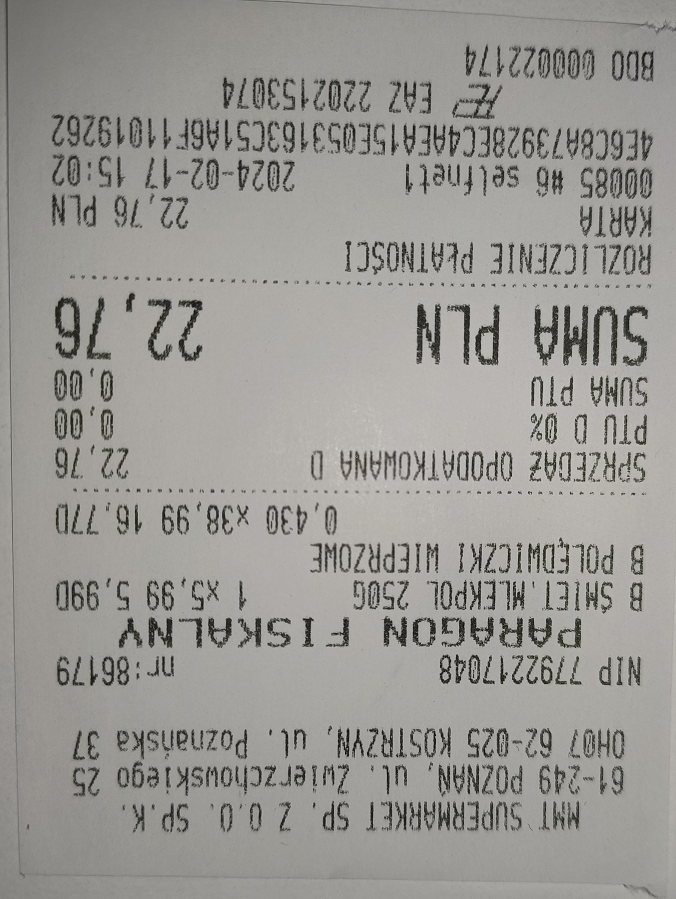 MMT SUPERMARKET SP. Z O.O. SP.K.
61-249 POZNAŃ, ul. Zwierzchowskiego 25
OH07 62-025 KOSTRZYN, ul. Poznańska 37
NIP 7792217048 nr:86179
PARAGON FISKALNY
B ŚMIET.MLEKPOL 250G 1 x5,99 5,99D
B POLĘDWICZKI WIEPRZOWE
0,430 x38,99 16,77D
SPRZEDAŻ OPODATKOWANA D 22,76
PTU D 0% 0,00
SUMA PTU 0,00
SUMA PLN 22,76
ROZLICZENIE PŁATNOŚCI
KARTA 22,76 PLN
00085 #6 selfnet1 2024-02-17 15:02
4E6C8A73928EC4AEA15E053163C51A6F11019262
EAZ 2202153074
BDO 000022174